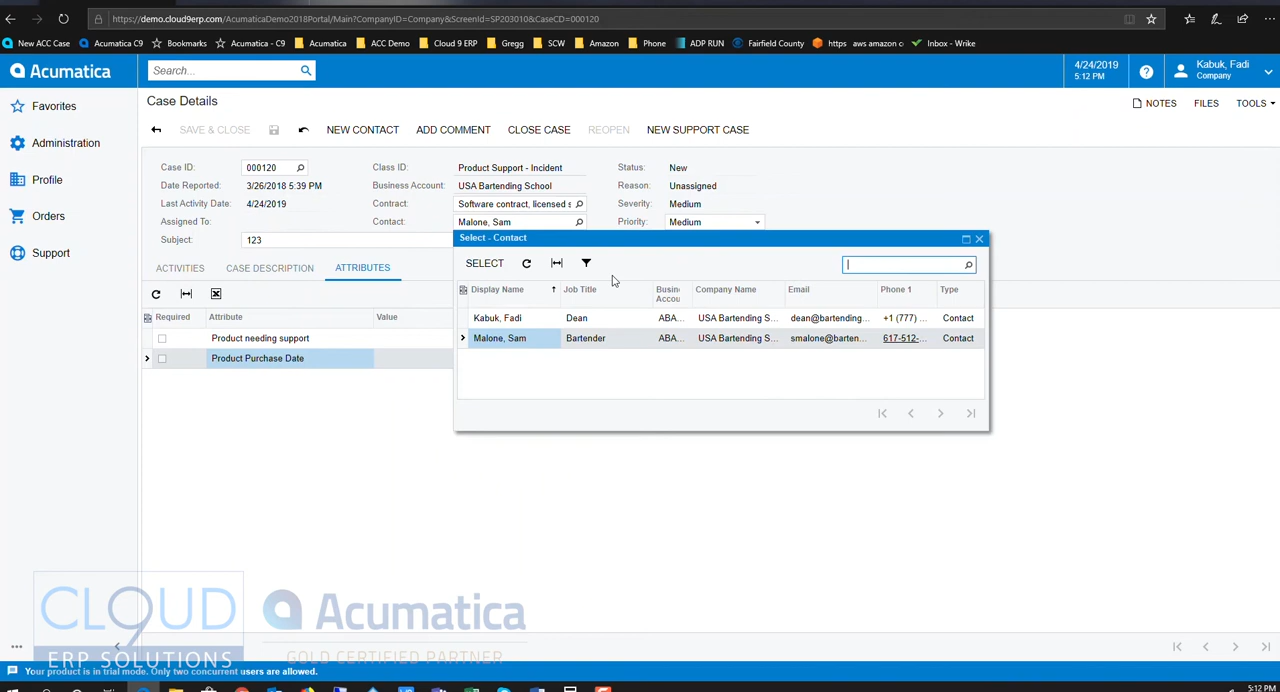 https://demo.cloud9erp.com/AcumaticaDemo2018Portal/Main?CompanyID=Company&ScreenId=SP203010&CaseCD=000120
New ACC Case Acumatica C9 Bookmarks Acumatica - C9 Acumatica ACC Demo Cloud 9 ERP Gregg SCW Amazon Phone ADP RUN Fairfield County https aws amazon c Inbox - Wrike
Acumatica Search... 4/24/2019 5:12 PM Kabuk, Fadi Company
Favorites
Administration
Profile
Orders
Support
Case Details NOTES FILES TOOLS
SAVE & CLOSE NEW CONTACT ADD COMMENT CLOSE CASE REOPEN NEW SUPPORT CASE
Case ID: 000120 Class ID: Product Support - Incident Status: New
Date Reported: 3/26/2018 5:39 PM Business Account: USA Bartending School Reason: Unassigned
Last Activity Date: 4/24/2019 Contract: Software contract, licensed s Severity: Medium
Assigned To: Contact: Malone, Sam Priority: Medium
Subject: 123
ACTIVITIES CASE DESCRIPTION ATTRIBUTES
Required Attribute Value
Product needing support
Product Purchase Date
Select - Contact
SELECT
Display Name Job Title Busin Accou Company Name Email Phone 1 Type
Kabuk, Fadi Dean ABA... USA Bartending S... dean@bartending... +1 (777) ... Contact
Malone, Sam Bartender ABA... USA Bartending S... smalone@barten... 617-512-... Contact
CLOUD 9
ERP SOLUTIONS
Acumatica
GOLD CERTIFIED PARTNER
Your product is in trial mode. Only two concurrent users are allowed.
5:12 PM